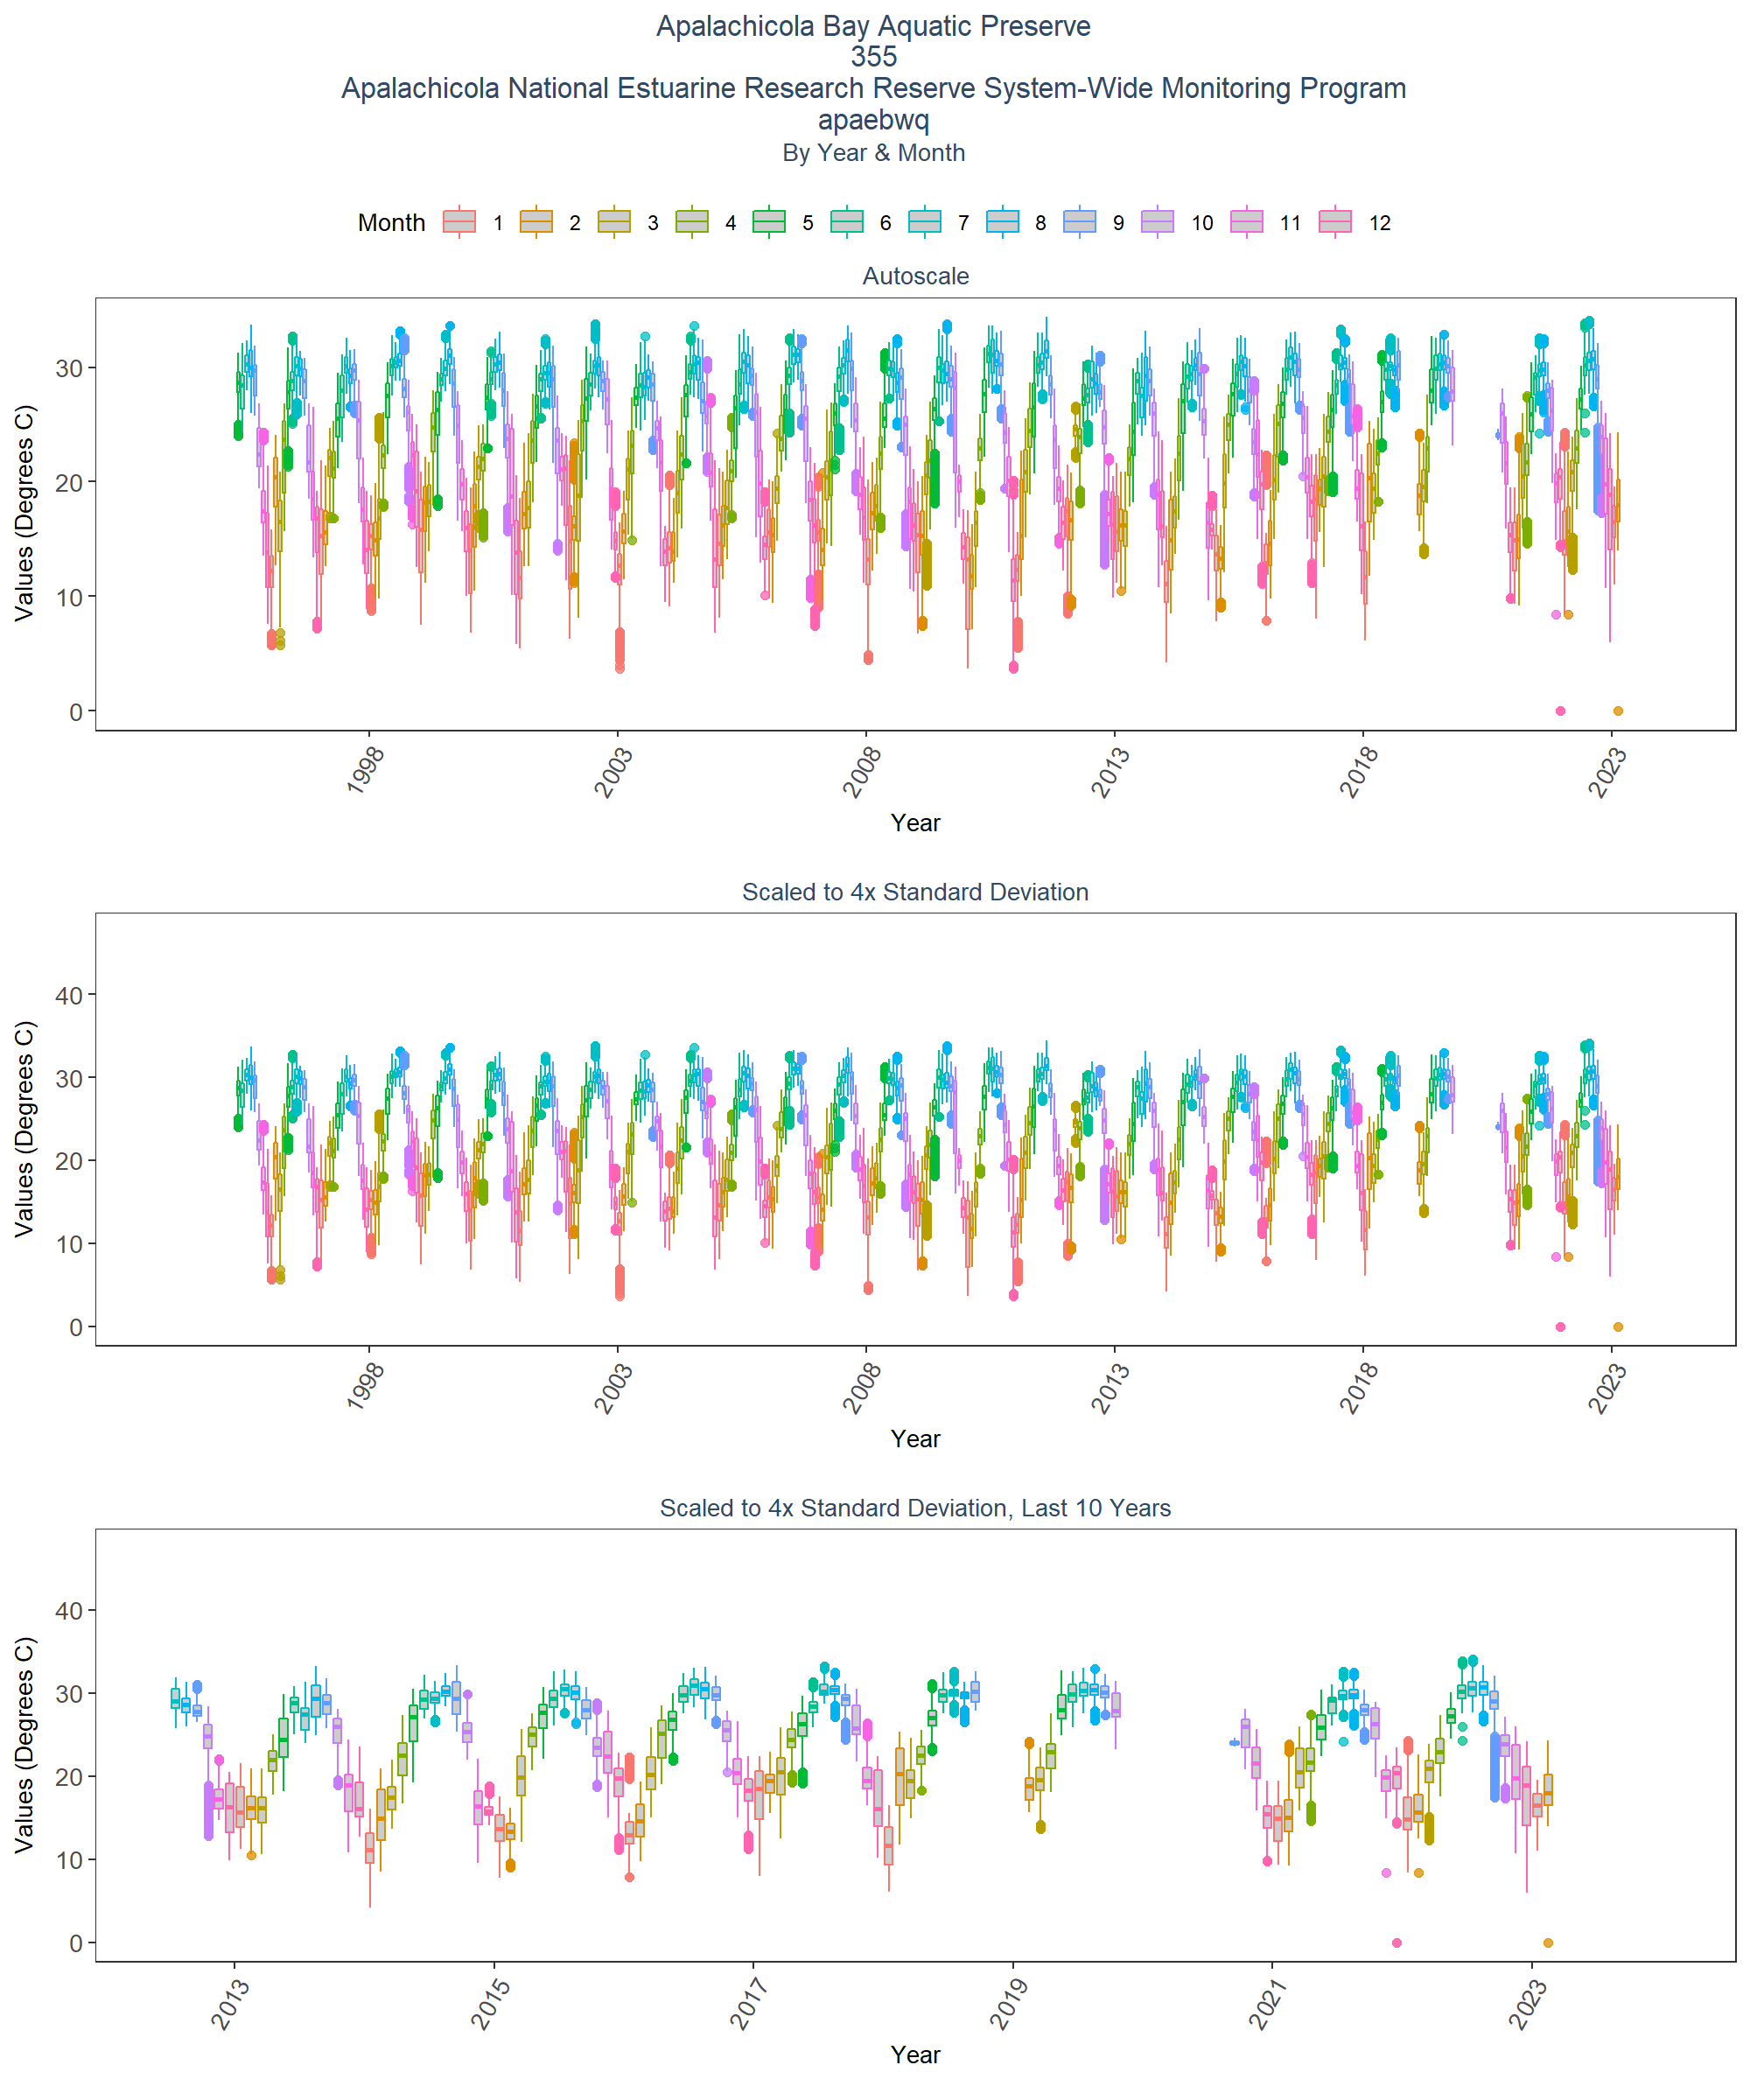 Apalachicola Bay Aquatic Preserve
355
Apalachicola National Estuarine Research Reserve System-Wide Monitoring Program
apaebwq
By Year & Month
Month 1 2 3 4 5 6 7 8 9 10 11 12
Autoscale
Values (Degrees C)
30
20
10
0
1998 2003 2008 2013 2018 2023
Year
Scaled to 4x Standard Deviation
Values (Degrees C)
40
30
20
10
0
1998 2003 2008 2013 2018 2023
Year
Scaled to 4x Standard Deviation, Last 10 Years
Values (Degrees C)
40
30
20
10
0
2013 2015 2017 2019 2021 2023
Year